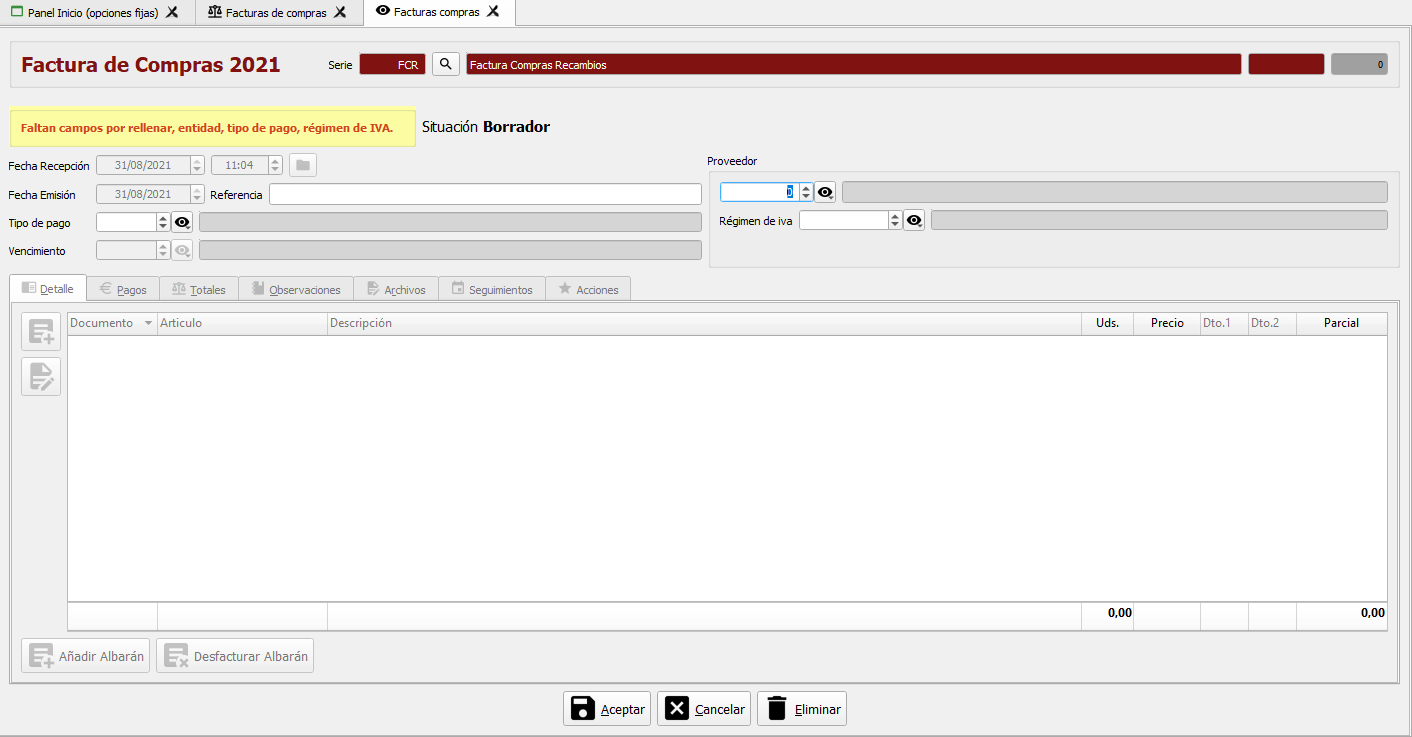 Panel Inicio (opciones fijas) Facturas de compras Facturas compras
Factura de Compras 2021 Serie FCR Factura Compras Recambios 0
Faltan campos por rellenar, entidad, tipo de pago, régimen de IVA. Situación Borrador
Fecha Recepción 31/08/2021 11:04
Proveedor
Fecha Emisión 31/08/2021 Referencia
0
Tipo de pago
Régimen de iva
Vencimiento
Detalle Pagos Totales Observaciones Archivos Seguimientos Acciones
Documento Articulo Descripción Uds. Precio Dto.1 Dto.2 Parcial
0,00 0,00
Añadir Albarán Desfacturar Albarán
Aceptar Cancelar Eliminar